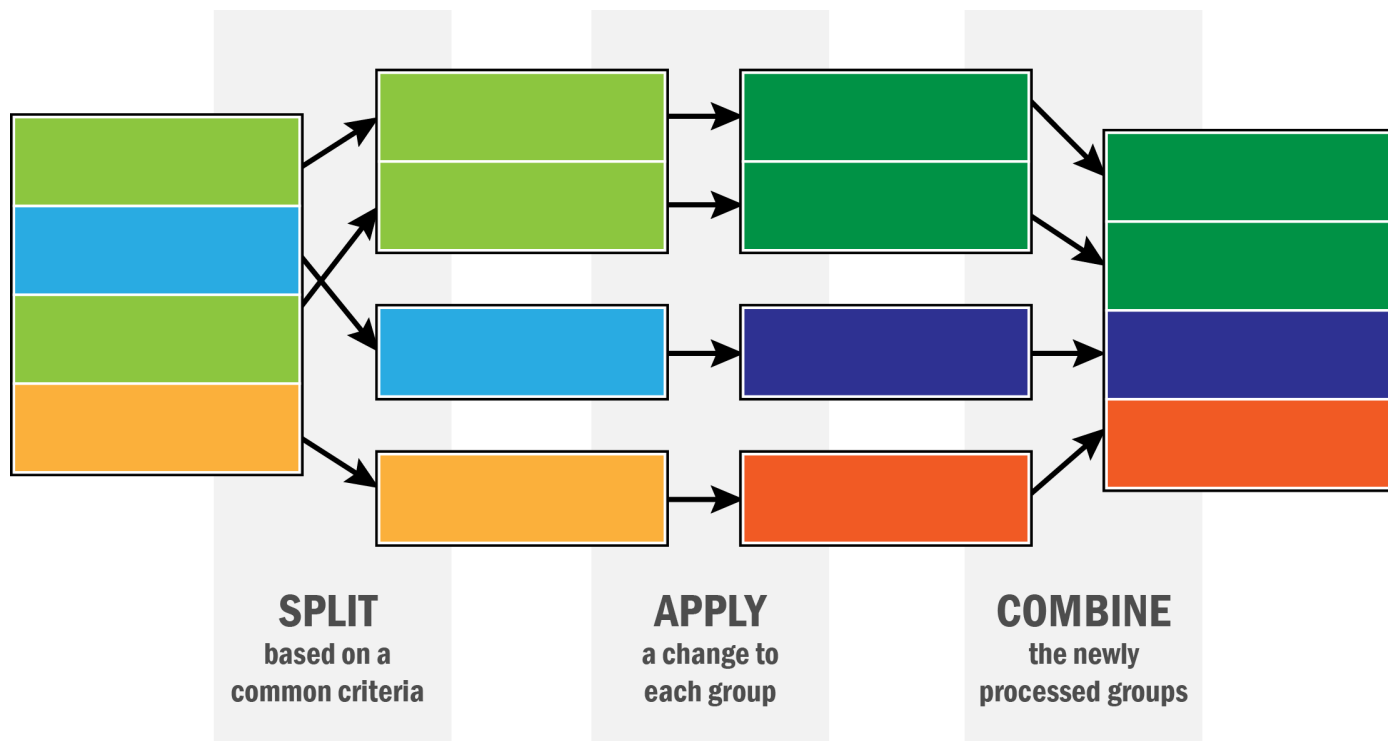 SPLIT
based on a
common criteria
APPLY
a change to
each group
COMBINE
the newly
processed groups